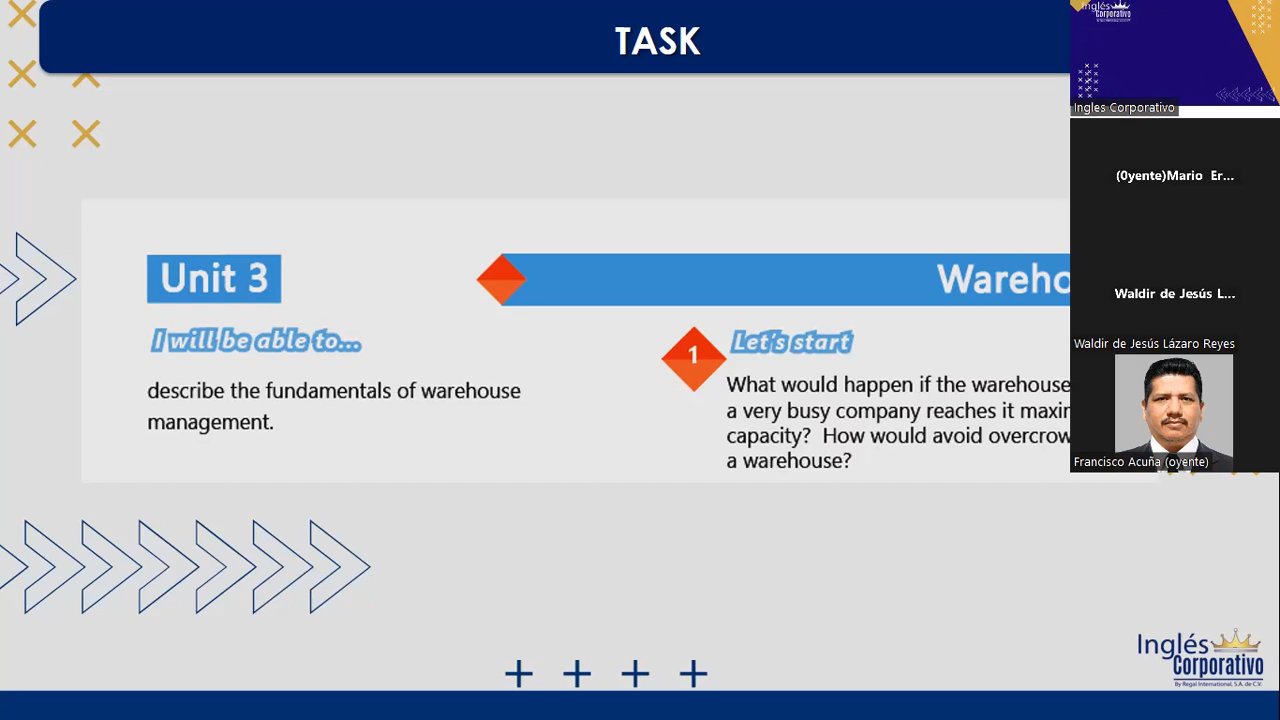 TASK
Unit 3
Wareho
I will be able to...
describe the fundamentals of warehouse
management.
1
Let's start
What would happen if the warehouse
a very busy company reaches it maxin
capacity? How would avoid overcrow
a warehouse?
Inglés
Corporativo
Ingles Corporativo
(0yente)Mario Er...
Waldir de Jesús L...
Waldir de Jesús Lázaro Reyes
Francisco Acuña (oyente)
Inglés
Corporativo
By Regal International, S.A. de C.V.